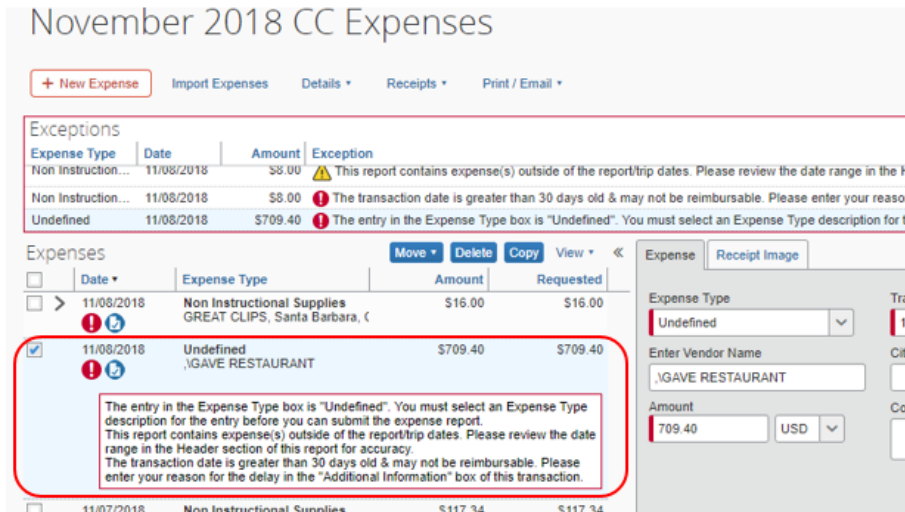 November 2018 CC Expenses
+ New Expense Import Expenses Details Receipts Print / Email
Exceptions
Expense Type Date Amount Exception
Non Instruction... 11/08/2018 $8.00 This report contains expense(s) outside of the report/trip dates. Please review the date range in the
Non Instruction... 11/08/2018 $8.00 The transaction date is greater than 30 days old & may not be reimbursable. Please enter your reaso
Undefined 11/08/2018 $709.40 The entry in the Expense Type box is "Undefined". You must select an Expense Type description for
Expenses Move Delete Copy View «
Date Expense Type Amount Requested
11/08/2018 Non Instructional Supplies $16.00 $16.00
GREAT CLIPS, Santa Barbara,
11/08/2018 Undefined $709.40 $709.40
,\GAVE RESTAURANT
The entry in the Expense Type box is "Undefined". You must select an Expense Type
description for the entry before you can submit
the expense report.
This report contains expense(s) outside of the report/trip dates. Please review the date
range in the Header section of this report for
accuracy.
The transaction date is greater than 30 days old & may not be reimbursable. Please
enter your reason for the delay in the "Additional Information" box of this transaction.
11/07/2018 Non Instructional Supplies $117.34 $117.34
Expense Receipt Image
Expense Type Tra
Undefined 1
Enter Vendor Name Cit
,\GAVE RESTAURANT
Amount Co
709.40 USD